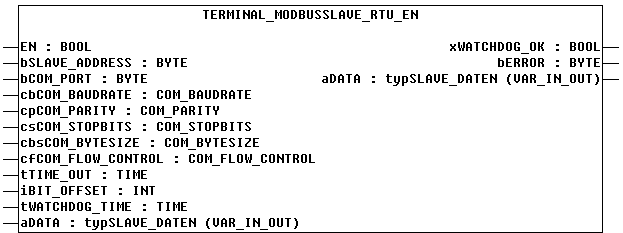 TERMINAL_MODBUSSLAVE_RTU_EN
EN : BOOL xWATCHDOG_OK : BOOL
bSLAVE_ADDRESS : BYTE bERROR : BYTE
bCOM_PORT : BYTE aDATA : typSLAVE_DATEN (VAR_IN_OUT)
cbCOM_BAUDRATE : COM_BAUDRATE
cpCOM_PARITY : COM_PARITY
csCOM_STOPBITS : COM_STOPBITS
cbsCOM_BYTESIZE : COM_BYTESIZE
cfCOM_FLOW_CONTROL : COM_FLOW_CONTROL
tTIME_OUT : TIME
iBIT_OFFSET : INT
tWATCHDOG_TIME : TIME
aDATA : typSLAVE_DATEN (VAR_IN_OUT)